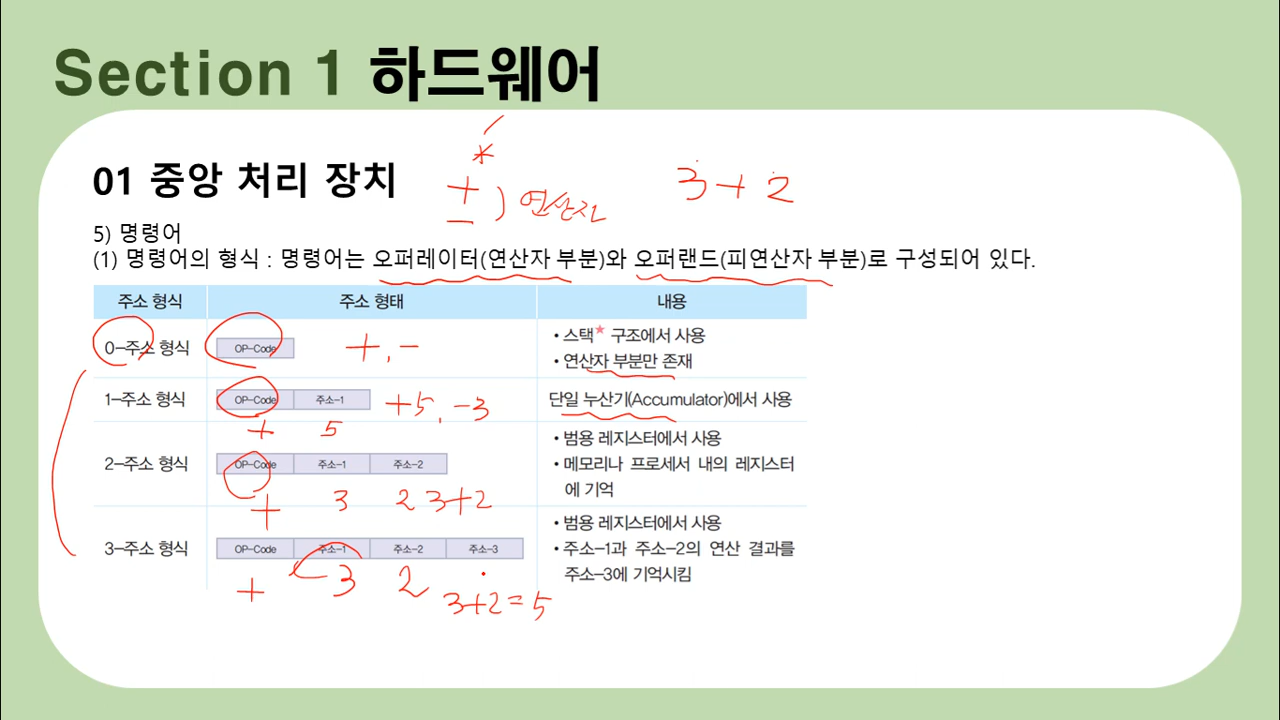 Section 1 하드웨어
/
*
01 중앙 처리 장치
+
-
) 연산자
3+2
5) 명령어
(1) 명령어의 형식 : 명령어는 오퍼레이터(연산자 부분)와 오퍼랜드(피연산자 부분)로 구성되어 있다.
주소 형식 주소 형태 내용
0-주소 형식 OP-Code +, -
• 스택★ 구조에서 사용
• 연산자 부분만 존재
1-주소 형식 OP-Code 주소-1 +5, -3 단일 누산기(Accumulator)에서 사용
+ 5
2-주소 형식 OP-Code 주소-1 주소-2
• 범용 레지스터에서 사용
• 메모리나 프로세서 내의 레지스터
에 기억
+ 3 2 3+2
3-주소 형식 OP-Code 주소-1 주소-2 주소-3
• 범용 레지스터에서 사용
• 주소-1과 주소-2의 연산 결과를
주소-3에 기억시킴
+ 3 2 3+2=5